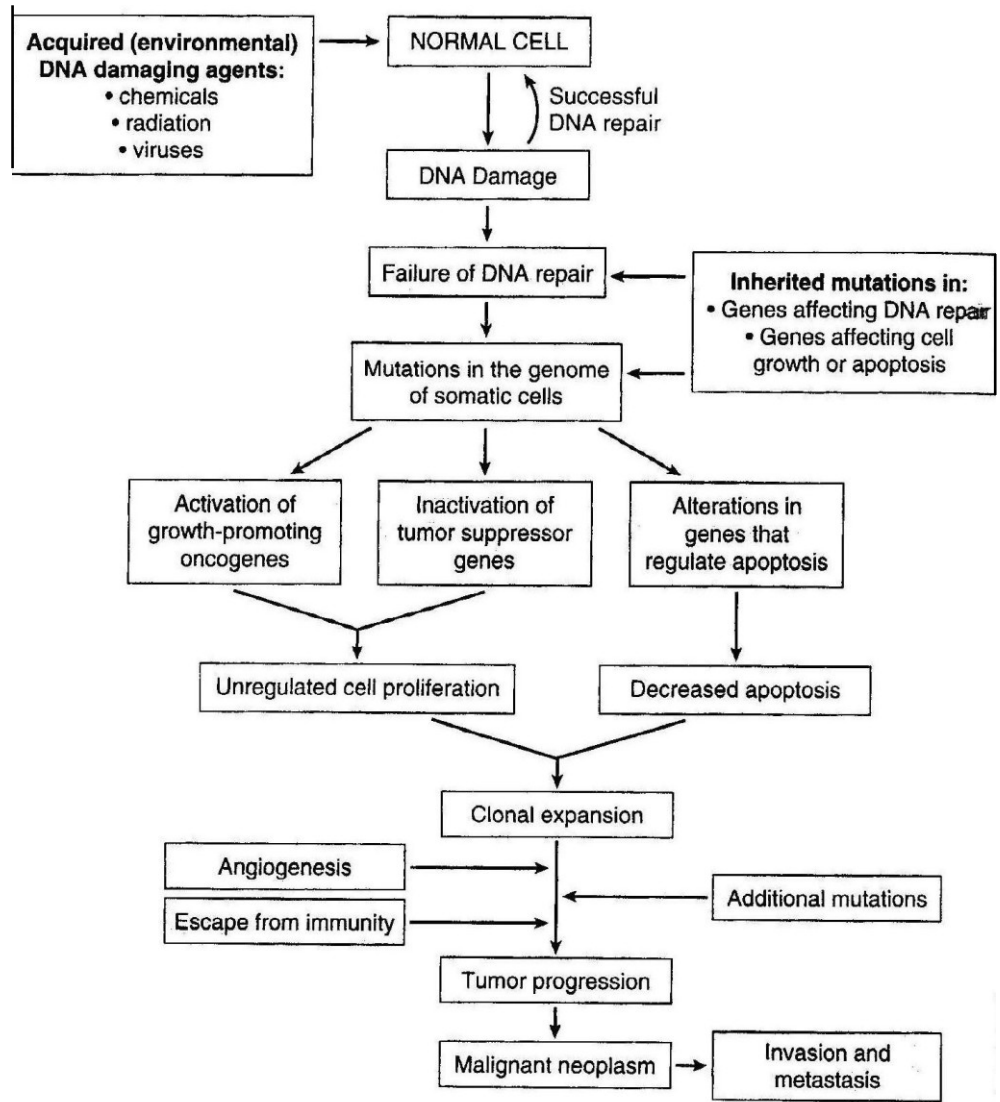 Acquired (environmental)
DNA damaging agents:
• chemicals
• radiation
• viruses
NORMAL CELL
Successful
DNA repair
DNA Damage
Failure of DNA repair
Inherited mutations in:
• Genes affecting DNA repair
• Genes affecting cell
growth or apoptosis
Mutations in the genome
of somatic cells
Activation of
growth-promoting
oncogenes
Inactivation of
tumor suppressor
genes
Alterations in
genes that
regulate apoptosis
Unregulated cell proliferation
Decreased apoptosis
Clonal expansion
Angiogenesis
Additional mutations
Escape from immunity
Tumor progression
Malignant neoplasm
Invasion and
metastasis